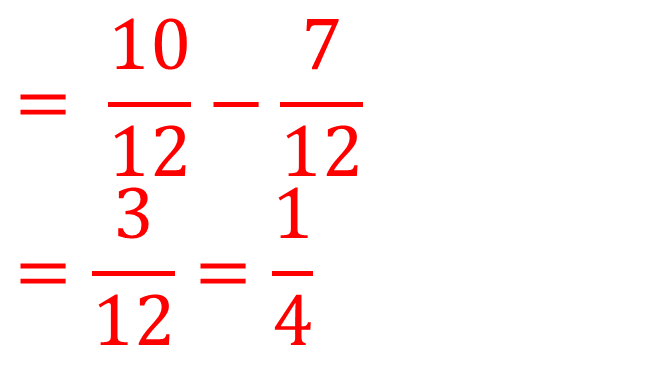 = 10/12 − 7/12
= 3/12 = 1/4